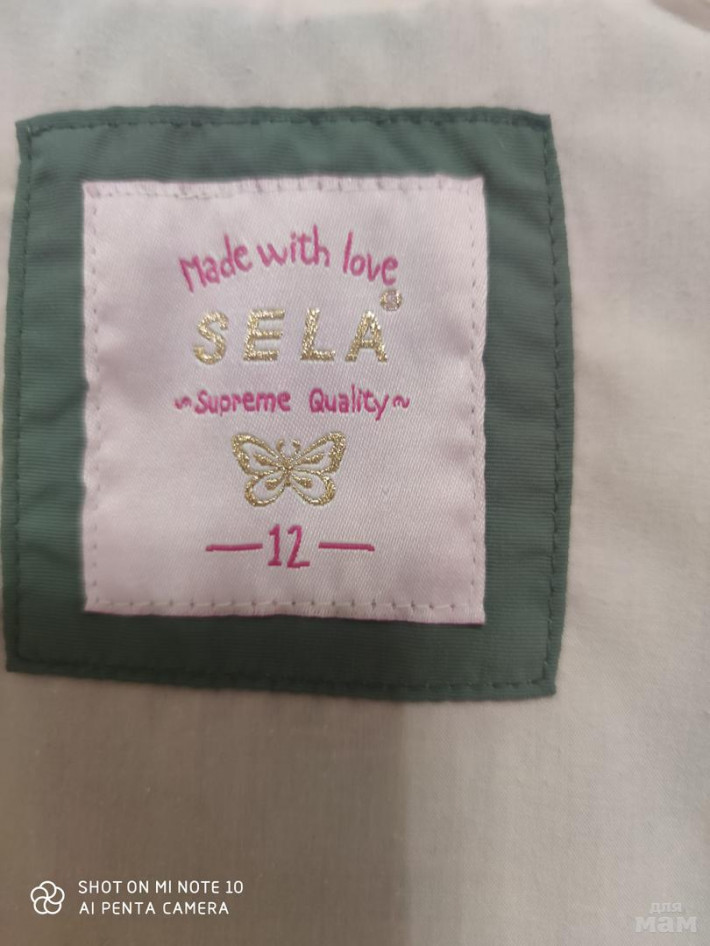 Made with love
SELA®
~Supreme Quality~
—12—
SHOT ON MI NOTE 10
AI PENTA CAMERA
для
мам